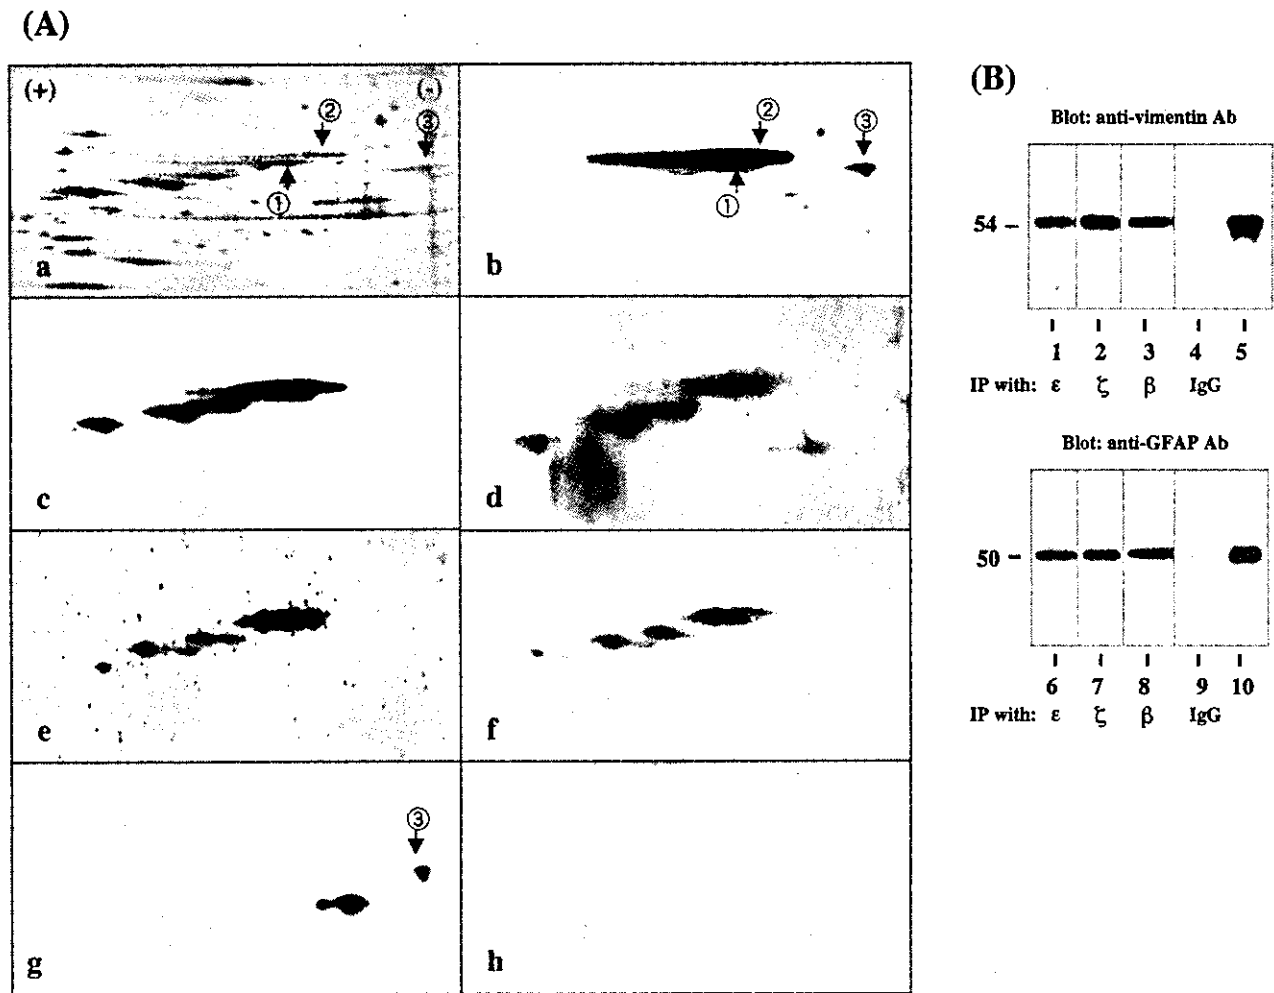 (A)
(+)
(-)
②
③
①
a
②
③
①
b
c
d
e
f
③
g
h
(B)
Blot: anti-vimentin Ab
54 –
1 2 3 4 5
IP with: ε ζ β IgG
Blot: anti-GFAP Ab
50 –
6 7 8 9 10
IP with: ε ζ β IgG